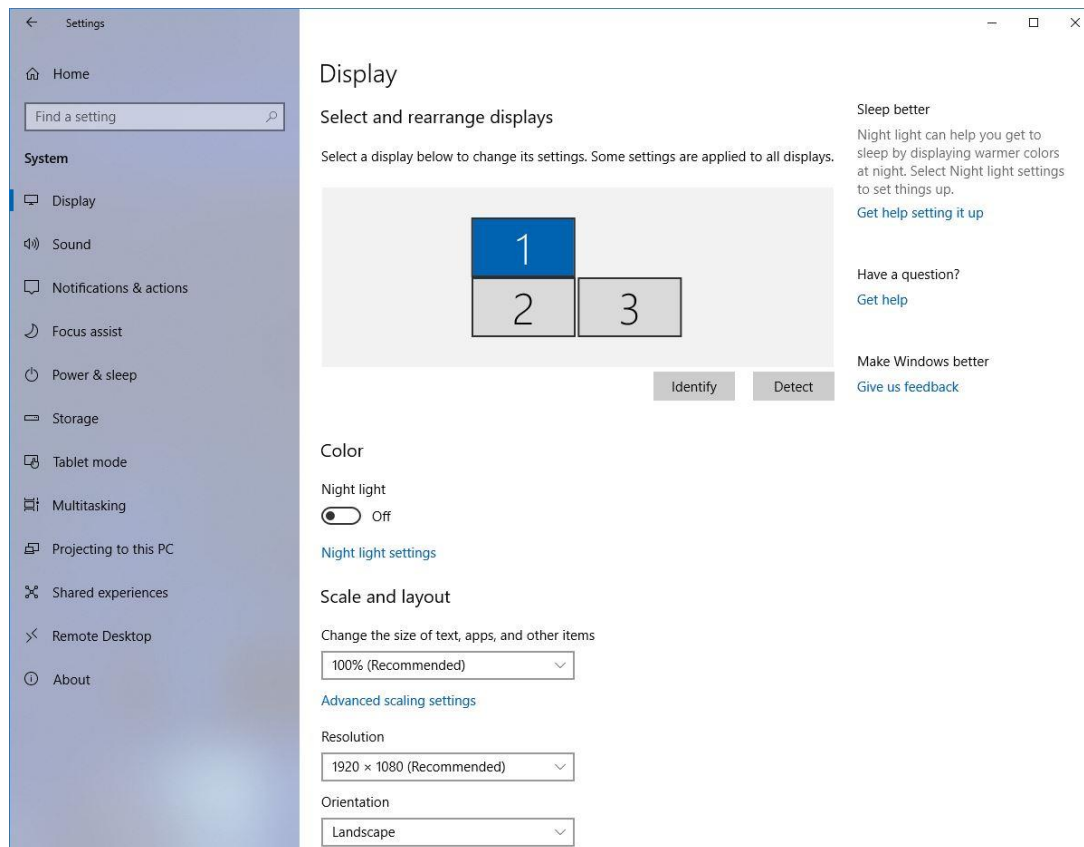 Settings
Home
Find a setting
System
Display
Sound
Notifications & actions
Focus assist
Power & sleep
Storage
Tablet mode
Multitasking
Projecting to this PC
Shared experiences
Remote Desktop
About
Display
Select and rearrange displays
Select a display below to change its settings. Some settings are applied to all displays.
1
2 3
Identify Detect
Color
Night light
Off
Night light settings
Scale and layout
Change the size of text, apps, and other items
100% (Recommended)
Advanced scaling settings
Resolution
1920 × 1080 (Recommended)
Orientation
Landscape
Sleep better
Night light can help you get to
sleep by displaying warmer colors
at night. Select Night light settings
to set things up.
Get help setting it up
Have a question?
Get help
Make Windows better
Give us feedback